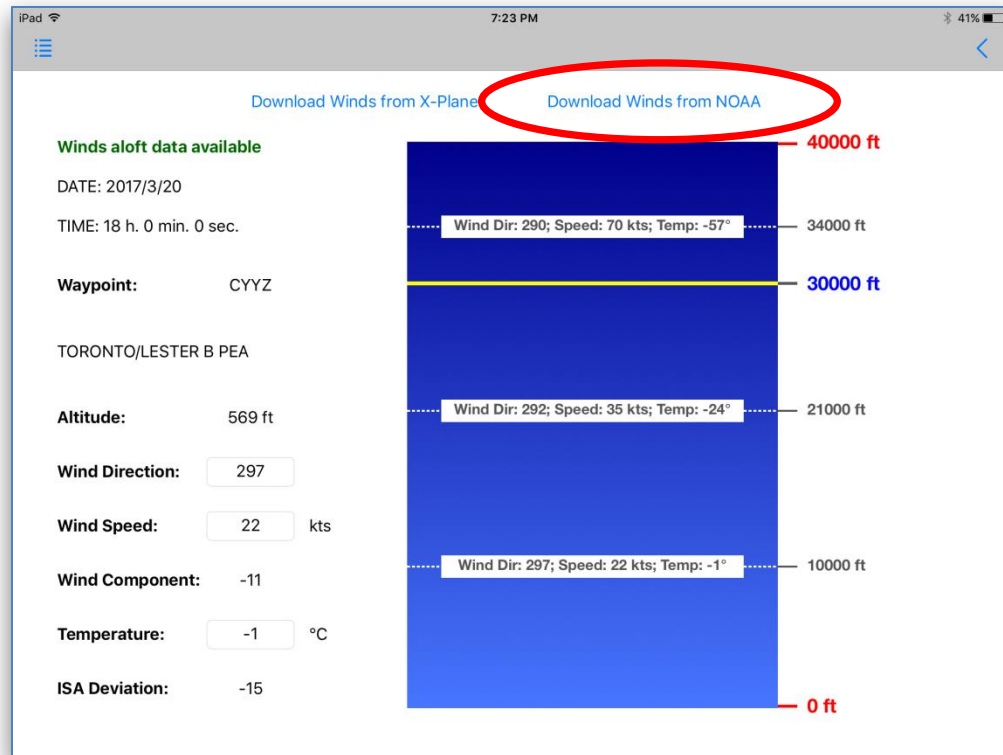 iPad 7:23 PM 41%
Download Winds from X-Plane Download Winds from NOAA
Winds aloft data available
DATE: 2017/3/20
TIME: 18 h. 0 min. 0 sec.
Waypoint: CYYZ
TORONTO/LESTER B PEA
Altitude: 569 ft
Wind Direction: 297
Wind Speed: 22 kts
Wind Component: -11
Temperature: -1 °C
ISA Deviation: -15
40000 ft
Wind Dir: 290; Speed: 70 kts; Temp: -57° 34000 ft
30000 ft
Wind Dir: 292; Speed: 35 kts; Temp: -24° 21000 ft
Wind Dir: 297; Speed: 22 kts; Temp: -1° 10000 ft
0 ft